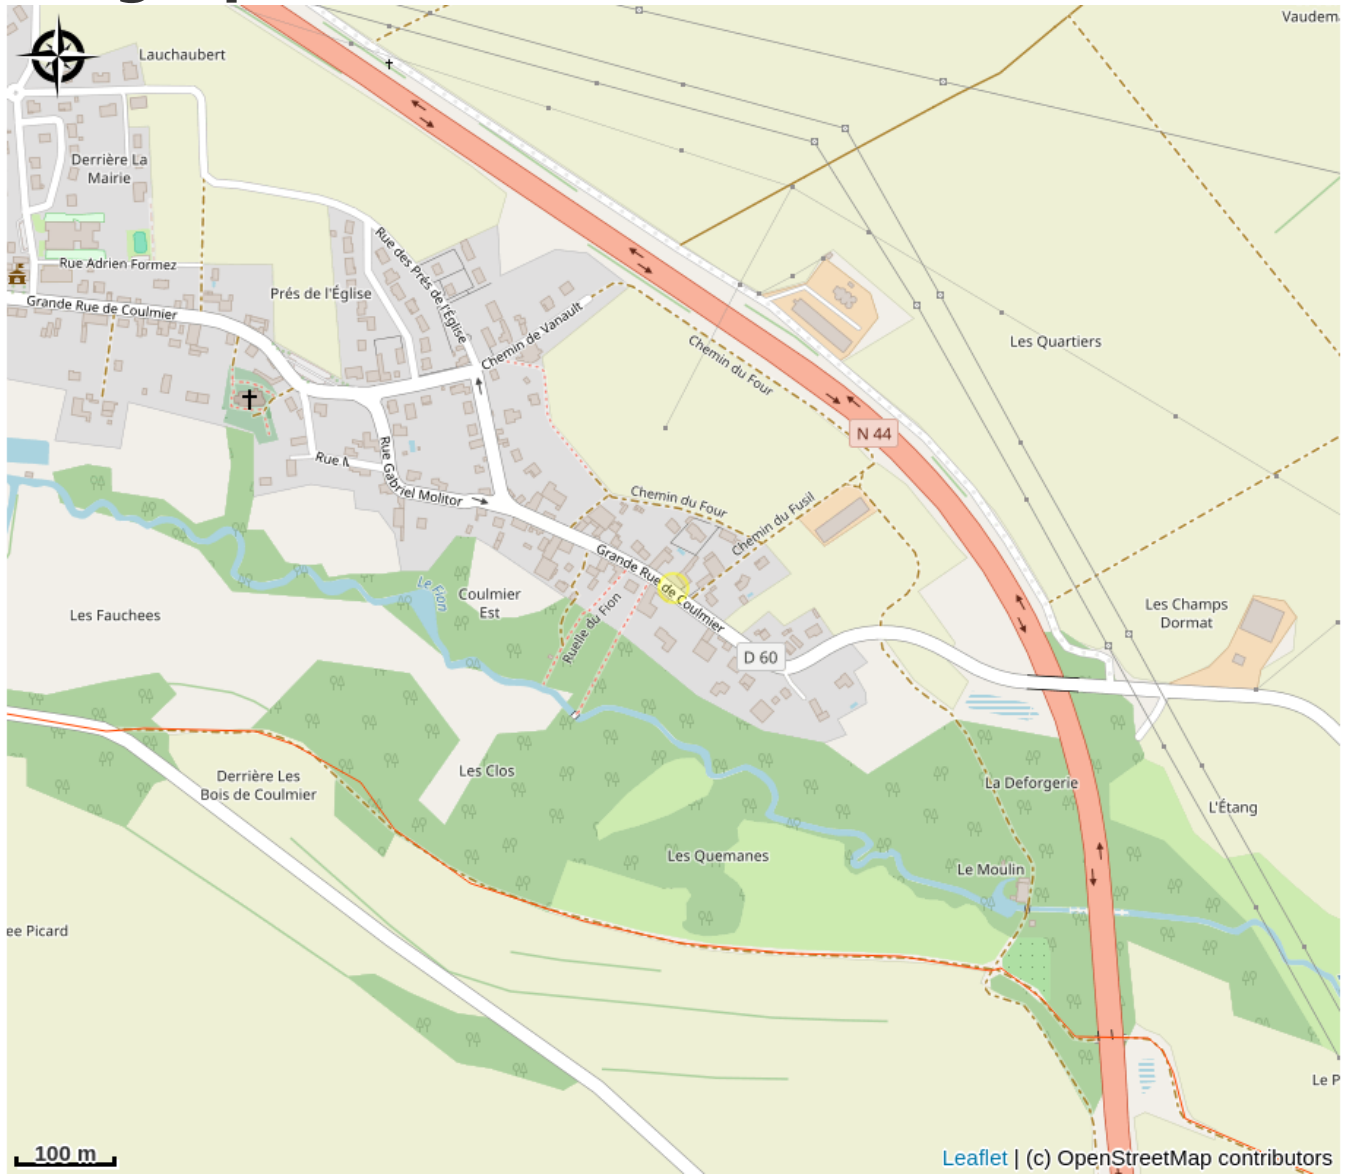 Vaudem
Lauchaubert
Derrière La
Mairie
Rue Adrien Formez
Grande Rue de Coulmier
Prés de l'Église
Rue des Prés de l'Église
Chemin de Vanault
Les Quartiers
Chemin du Four
N 44
Rue Gabriel Molitor
Rue M
Chemin du Four
Chemin du Fusil
Grande Rue de Coulmier
Le Fion
Coulmier
Est
Les Fauchees
Ruelle du Fion
Les Champs
Dormat
D 60
Derrière Les
Bois de Coulmier
Les Clos
La Deforgerie
L'Étang
Les Quemanes
Le Moulin
ee Picard
Le P
100 m
Leaflet | (c) OpenStreetMap contributors